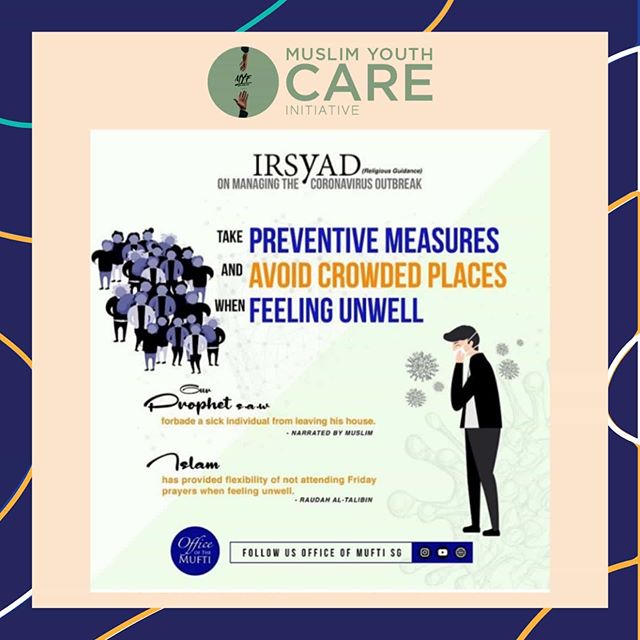 MYF
MUSLIM YOUTH
CARE
INITIATIVE
IRSYAD (Religious Guidance)
ON MANAGING THE CORONAVIRUS OUTBREAK
TAKE PREVENTIVE MEASURES
AND AVOID CROWDED PLACES
WHEN FEELING UNWELL
Our
Prophet s.a.w
forbade a sick individual from leaving his house.
- NARRATED BY MUSLIM
Islam
has provided flexibility of not attending Friday
prayers when feeling unwell.
- RAUDAH AL-TALIBIN
Office
OF THE
MUFTI
FOLLOW US OFFICE OF MUFTI SG